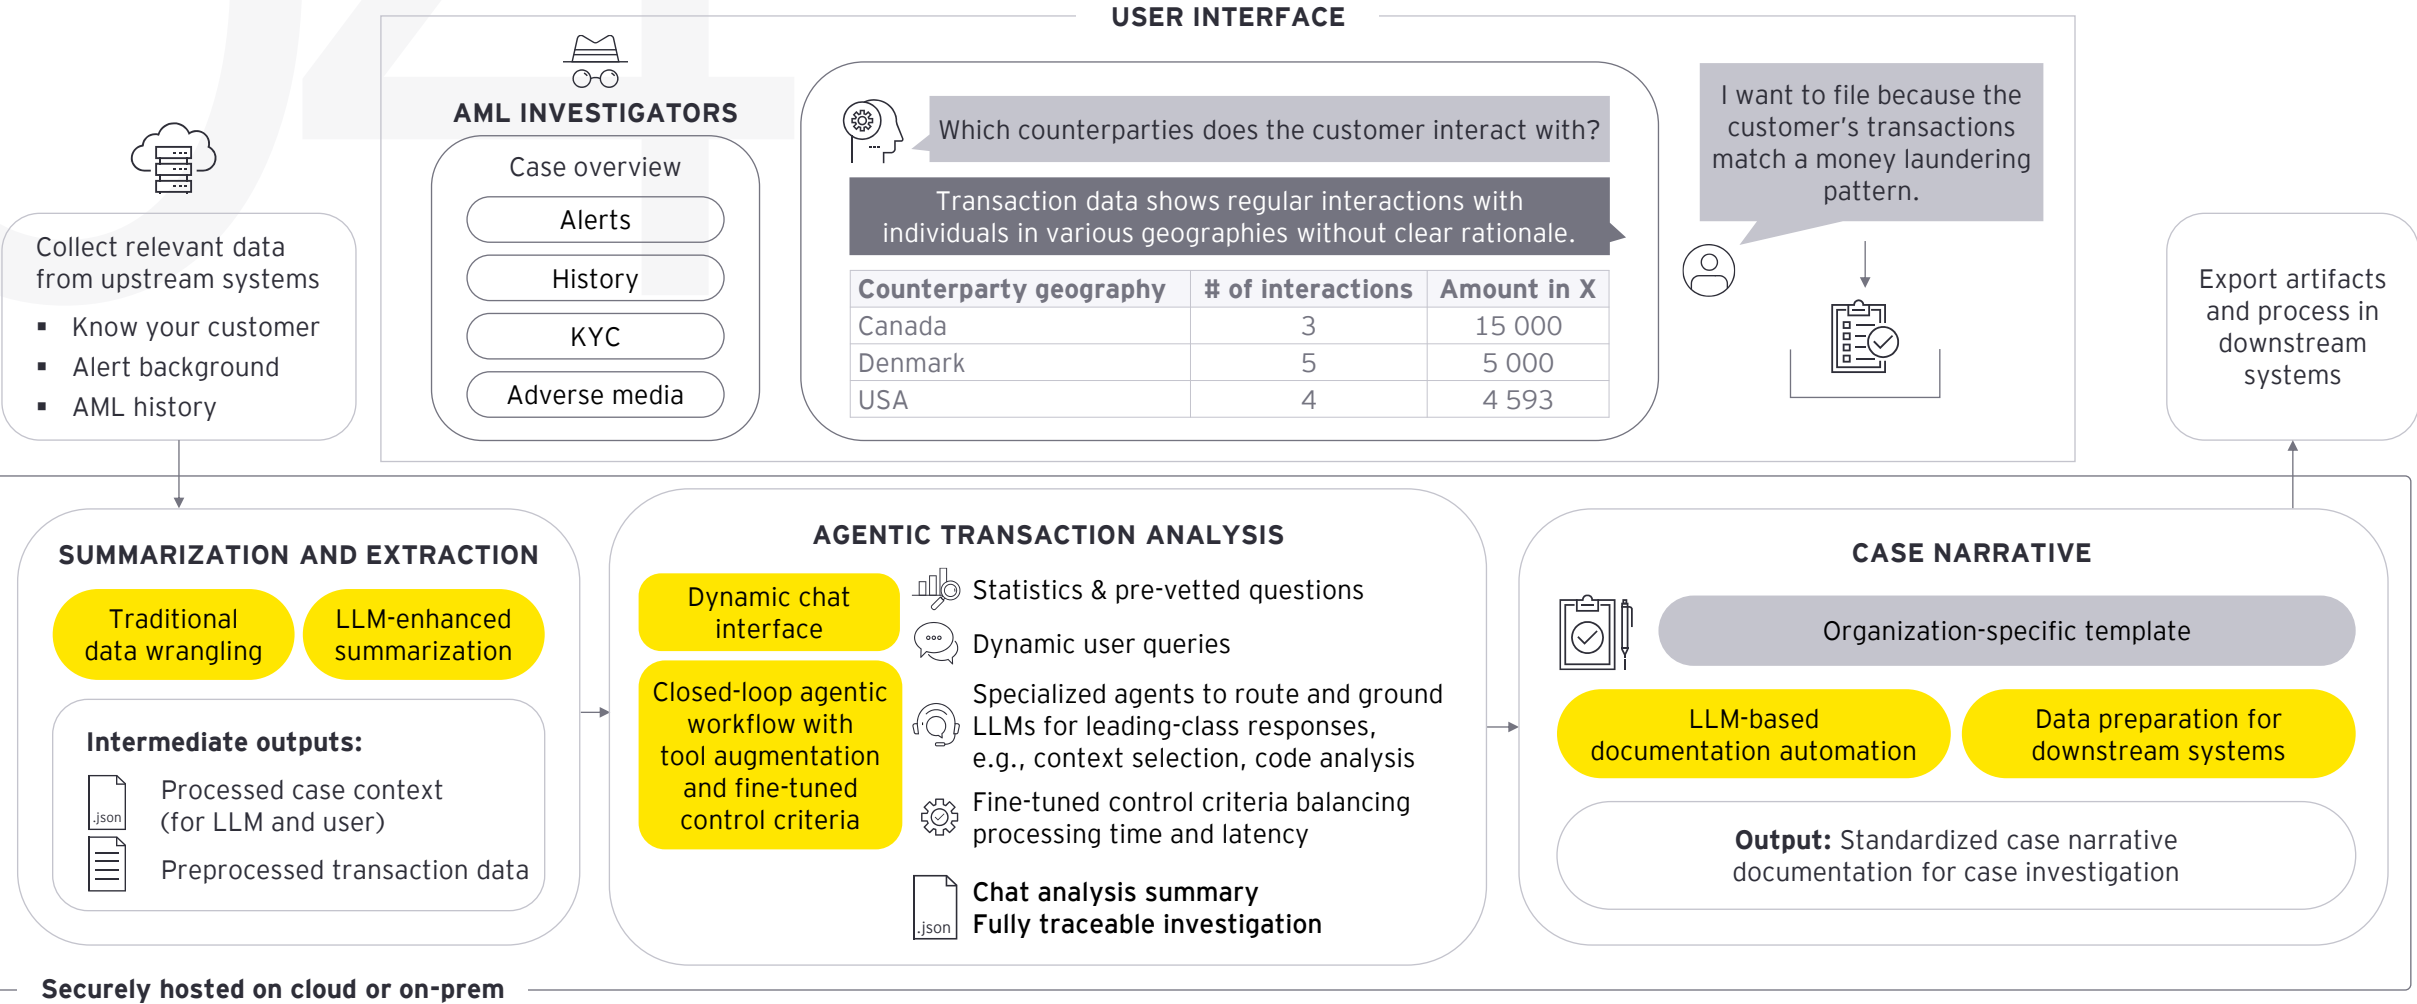 USER INTERFACE
AML INVESTIGATORS
Case overview
Alerts
History
KYC
Adverse media
Which counterparties does the customer interact with?
Transaction data shows regular interactions with
individuals in various geographies without clear rationale.
Counterparty geography # of interactions Amount in X
Canada 3 15 000
Denmark 5 5 000
USA 4 4 593
I want to file because the
customer’s transactions
match a money laundering
pattern.
Collect relevant data
from upstream systems
▪ Know your customer
▪ Alert background
▪ AML history
Export artifacts
and process in
downstream
systems
SUMMARIZATION AND EXTRACTION
Traditional
data wrangling
LLM-enhanced
summarization
Intermediate outputs:
.json
Processed case context
(for LLM and user)
Preprocessed transaction data
AGENTIC TRANSACTION ANALYSIS
Dynamic chat
interface
Closed-loop agentic
workflow with
tool augmentation
and fine-tuned
control criteria
Statistics & pre-vetted questions
Dynamic user queries
Specialized agents to route and ground
LLMs for leading-class responses,
e.g., context selection, code analysis
Fine-tuned control criteria balancing
processing time and latency
.json
Chat analysis summary
Fully traceable investigation
CASE NARRATIVE
Organization-specific template
LLM-based
documentation automation
Data preparation for
downstream systems
Output: Standardized case narrative
documentation for case investigation
Securely hosted on cloud or on-prem